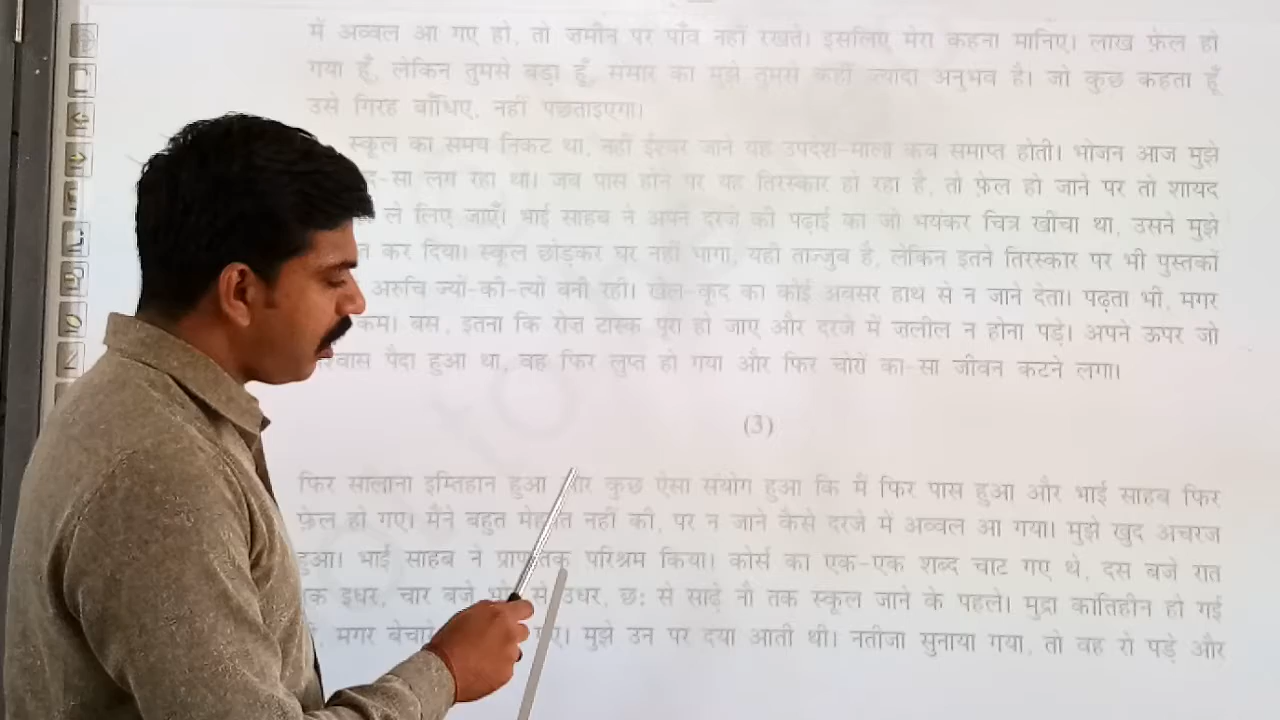 में अव्वल आ गए हो, तो ज़मीन पर पाँव नहीं रखते। इसलिए मेरा कहना मानिए। लाख फ़ेल हो
गया हूँ, लेकिन तुमसे बड़ा हूँ, संसार का मुझे तुमसे कहीं ज़्यादा अनुभव है। जो कुछ कहता हूँ
उसे गिरह बाँधिए, नहीं पछताइएगा।
स्कूल का समय निकट था, नहीं ईश्वर जाने यह उपदेश-माला कब समाप्त होती। भोजन आज मुझे
-सा लग रहा था। जब पास होने पर यह तिरस्कार हो रहा है, तो फ़ेल हो जाने पर तो शायद
ले लिए जाएँ। भाई साहब ने अपने दरजे की पढ़ाई का जो भयंकर चित्र खींचा था, उसने मुझे
कर दिया। स्कूल छोड़कर घर नहीं भागा, यही ताज्जुब है, लेकिन इतने तिरस्कार पर भी पुस्तकों
अरुचि ज्यों-की-त्यों बनी रही। खेल-कूद का कोई अवसर हाथ से न जाने देता। पढ़ता भी, मगर
कम। बस, इतना कि रोज़ टास्क पूरा हो जाए और दरजे में ज़लील न होना पड़े। अपने ऊपर जो
पैदा हुआ था, वह फिर लुप्त हो गया और फिर चोरों का-सा जीवन कटने लगा।
(3)
फिर सालाना इम्तिहान हुआ कुछ ऐसा संयोग हुआ कि मैं फिर पास हुआ और भाई साहब फिर
फ़ेल हो गए। मैंने बहुत मेहनत नहीं की, पर न जाने कैसे दरजे में अव्वल आ गया। मुझे खुद अचरज
हुआ। भाई साहब ने प्राणांतक परिश्रम किया। कोर्स का एक-एक शब्द चाट गए थे, दस बजे रात
इधर, चार बजे से उधर, छ: से साढ़े नौ तक स्कूल जाने के पहले। मुद्रा कांतिहीन हो गई
मगर बेचारे गए। मुझे उन पर दया आती थी। नतीजा सुनाया गया, तो वह रो पड़े और